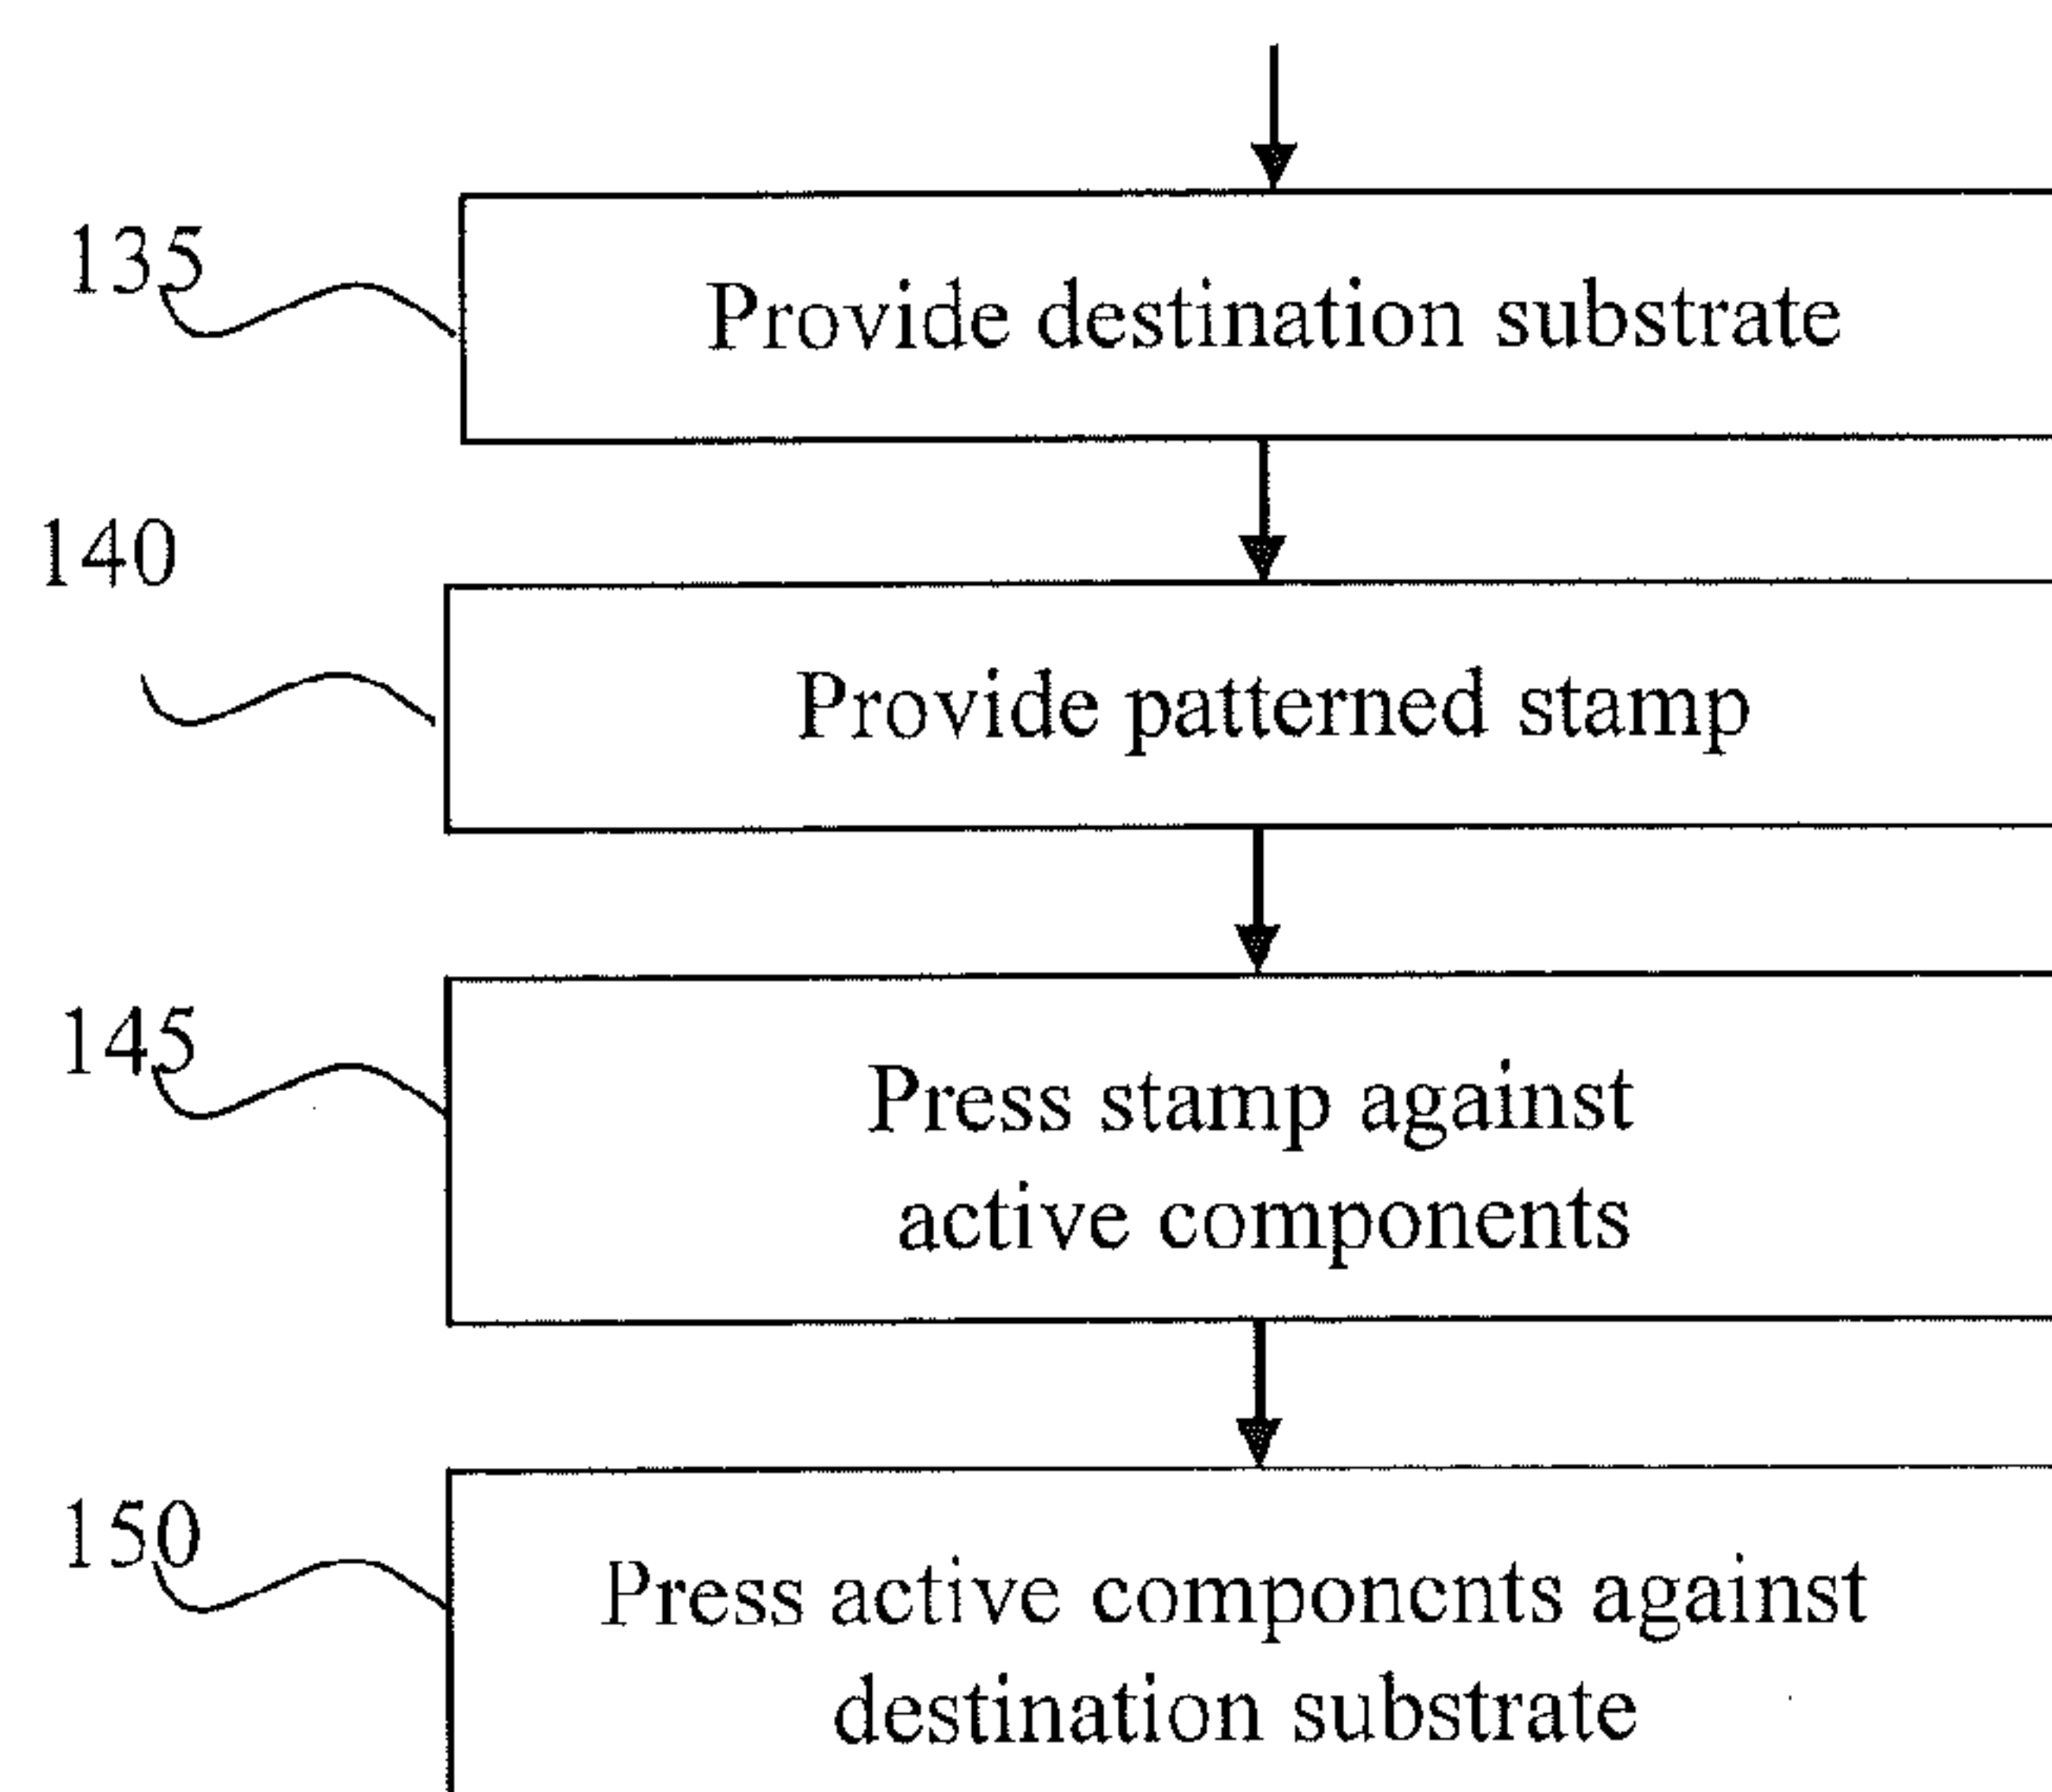 135
Provide destination substrate
140
Provide patterned stamp
145
Press stamp against
active components
150
Press active components against
destination substrate